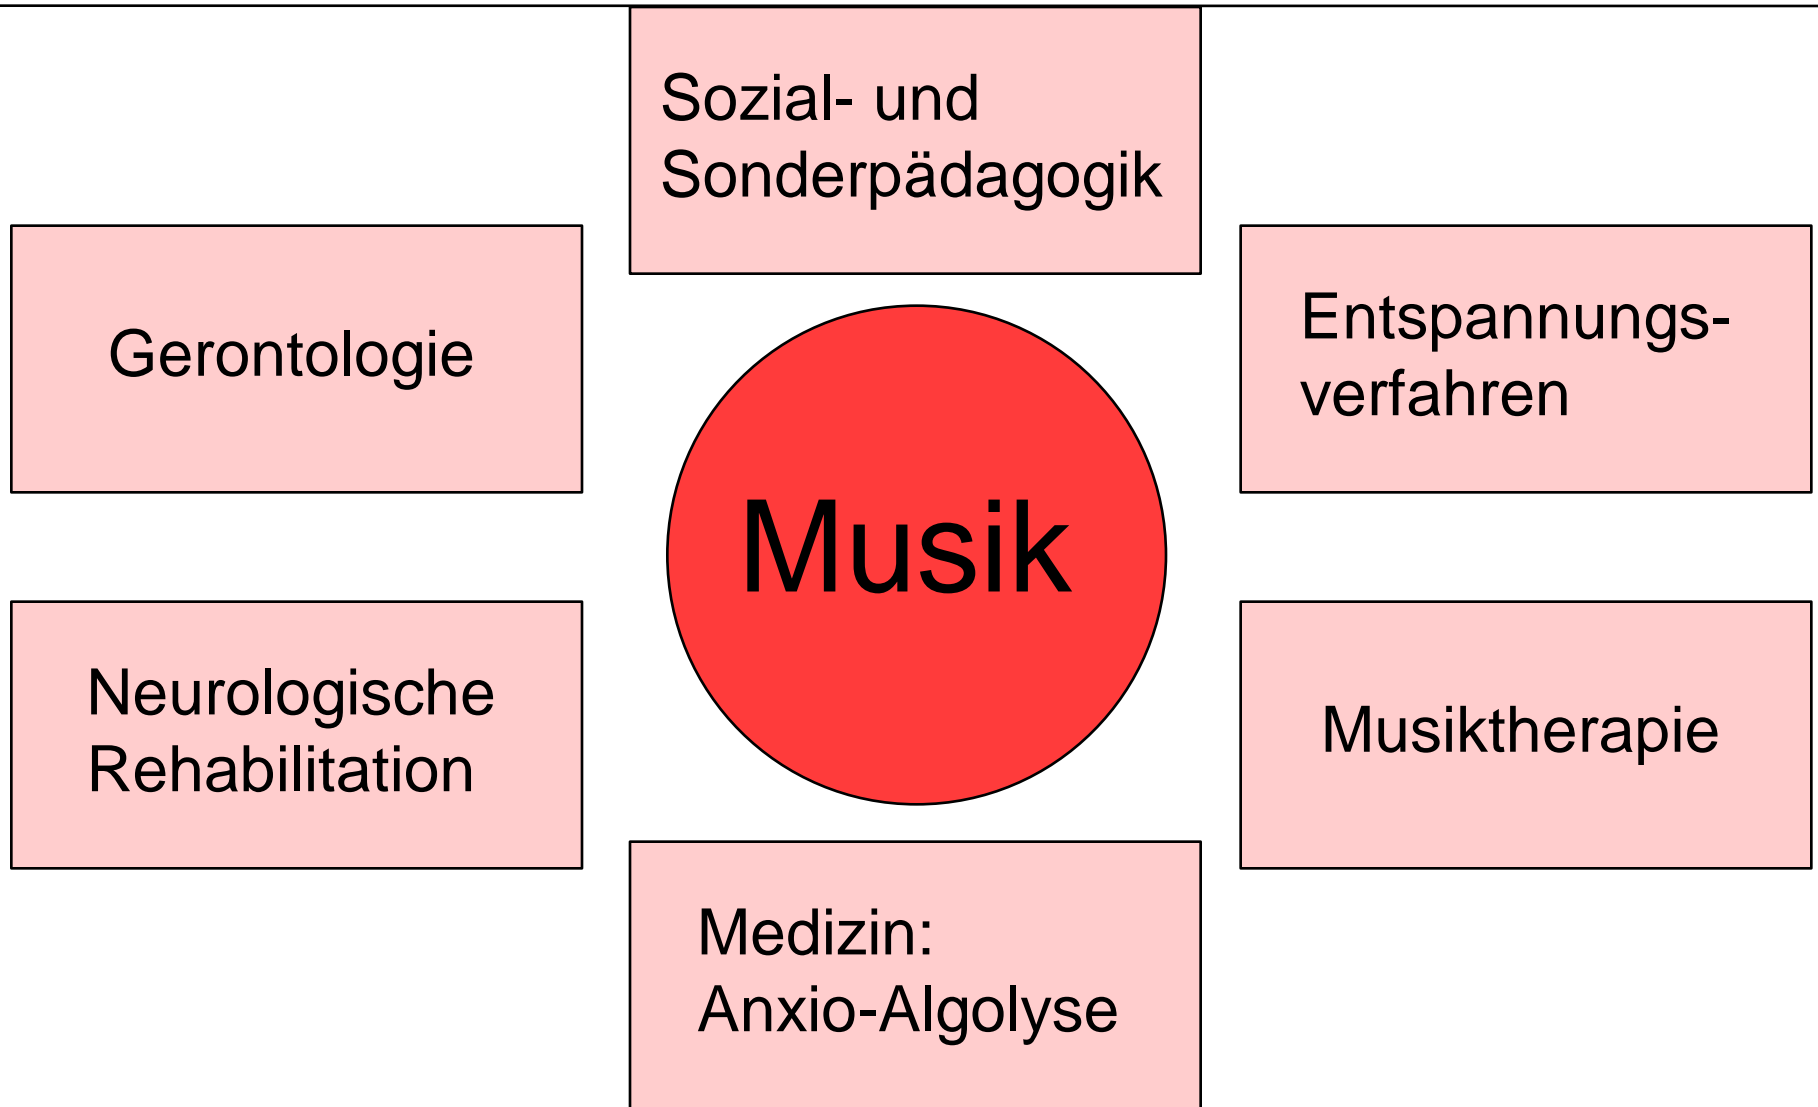 Sozial- und
Sonderpädagogik
Gerontologie
Entspannungs-
verfahren
Musik
Neurologische
Rehabilitation
Musiktherapie
Medizin:
Anxio-Algolyse